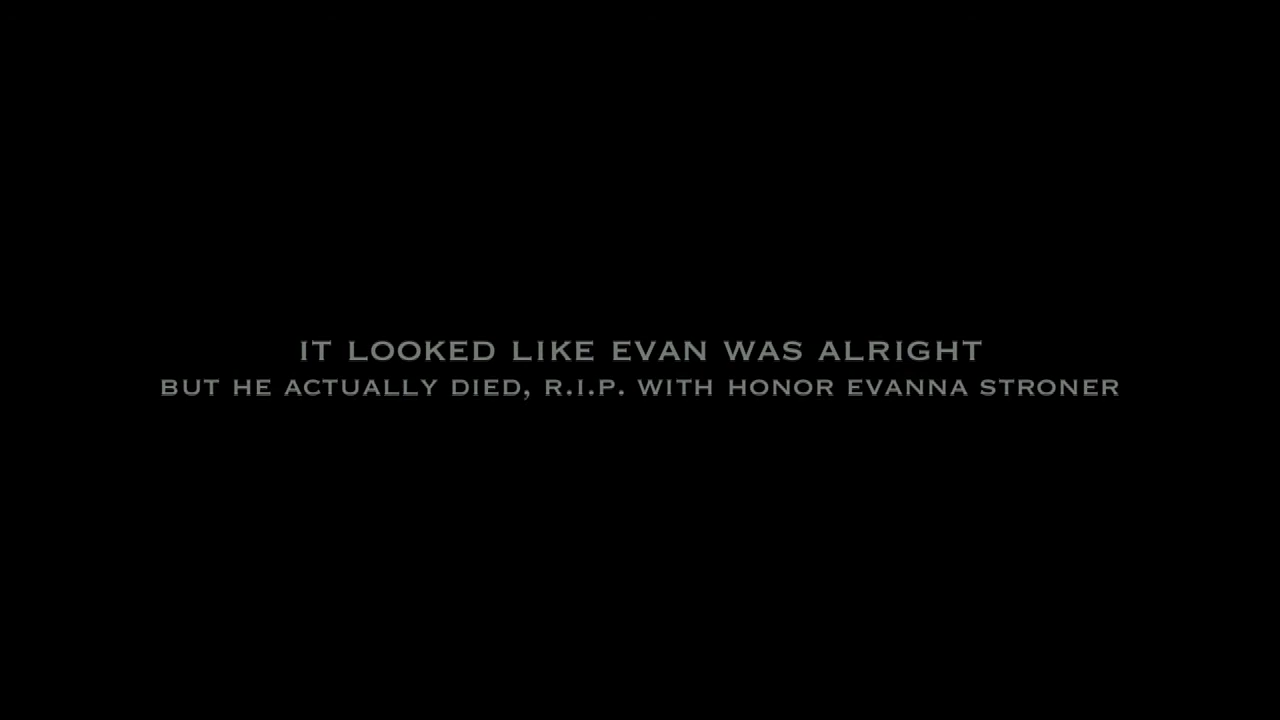 IT LOOKED LIKE EVAN WAS ALRIGHT
BUT HE ACTUALLY DIED, R.I.P. WITH HONOR EVANNA STRONER